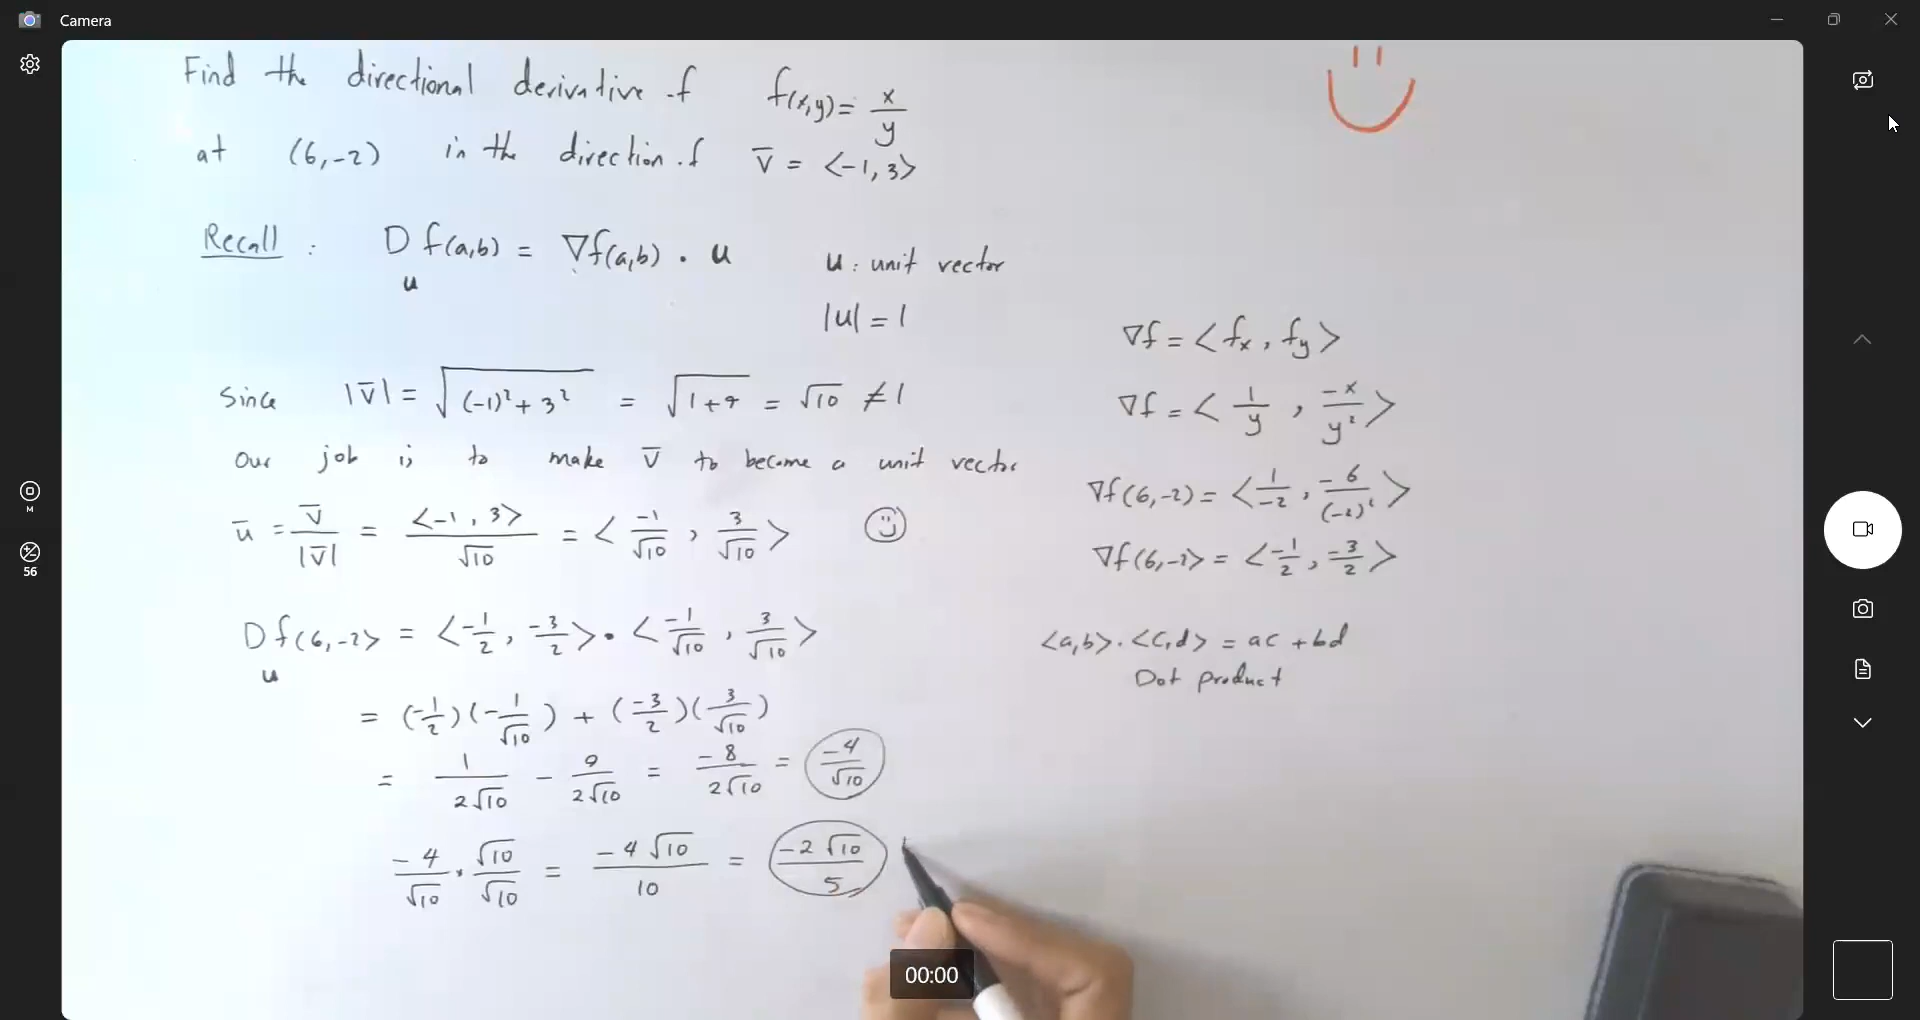 Camera
Find the directional derivative of f(x,y) = x/y
at (6,-2) in the direction of v̄ = <-1, 3>
Recall : D_u f(a,b) = ∇f(a,b) · u
u : unit vector
|u| = 1
Since |v̄| = √((-1)² + 3²) = √(1+9) = √10 ≠ 1
Our job is to make v̄ to become a unit vector
ū = v̄/|v̄| = <-1, 3>/√10 = <-1/√10, 3/√10>
D_u f(6,-2) = <-1/2, -3/2> · <-1/√10, 3/√10>
= (-1/2)(-1/√10) + (-3/2)(3/√10)
= 1/(2√10) - 9/(2√10) = -8/(2√10) = -4/√10
-4/√10 · √10/√10 = -4√10/10 = -2√10/5
∇f = <fx, fy>
∇f = <1/y, -x/y²>
∇f(6,-2) = <1/-2, -6/(-2)²>
∇f(6,-2) = <-1/2, -3/2>
<a,b> · <c,d> = ac + bd
Dot product
M
56
00:00